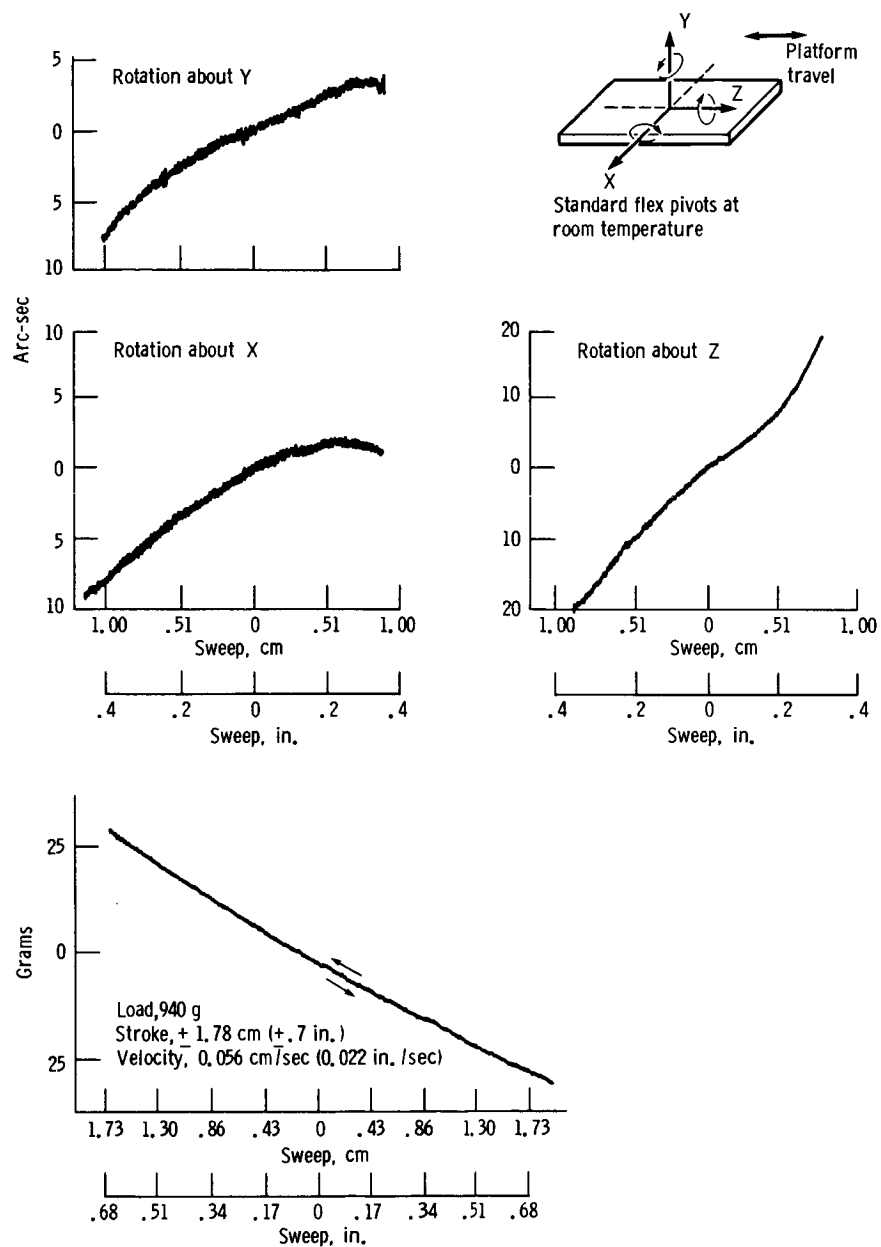 5
0
5
10
Rotation about Y
Y
Z
X
Platform
travel
Standard flex pivots at
room temperature
Arc-sec
10
5
0
5
10
Rotation about X
1.00 .51 0 .51 1.00
Sweep, cm
.4 .2 0 .2 .4
Sweep, in.
20
10
0
10
20
Rotation about Z
1.00 .51 0 .51 1.00
Sweep, cm
.4 .2 0 .2 .4
Sweep, in.
Grams
25
0
25
Load, 940 g
Stroke, ± 1.78 cm (±.7 in.)
Velocity, 0.056 cm/sec (0.022 in./sec)
1.73 1.30 .86 .43 0 .43 .86 1.30 1.73
Sweep, cm
.68 .51 .34 .17 0 .17 .34 .51 .68
Sweep, in.